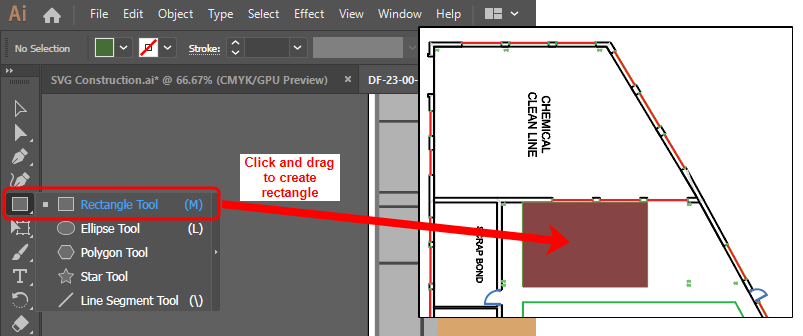 Ai File Edit Object Type Select Effect View Window Help
No Selection Stroke:
SVG Construction.ai* @ 66.67% (CMYK/GPU Preview) × DF-23-00-
Click and drag
to create
rectangle
Rectangle Tool (M)
Ellipse Tool (L)
Polygon Tool
Star Tool
Line Segment Tool (\)
T
CHEMICAL
CLEAN LINE
SCRAP BOND